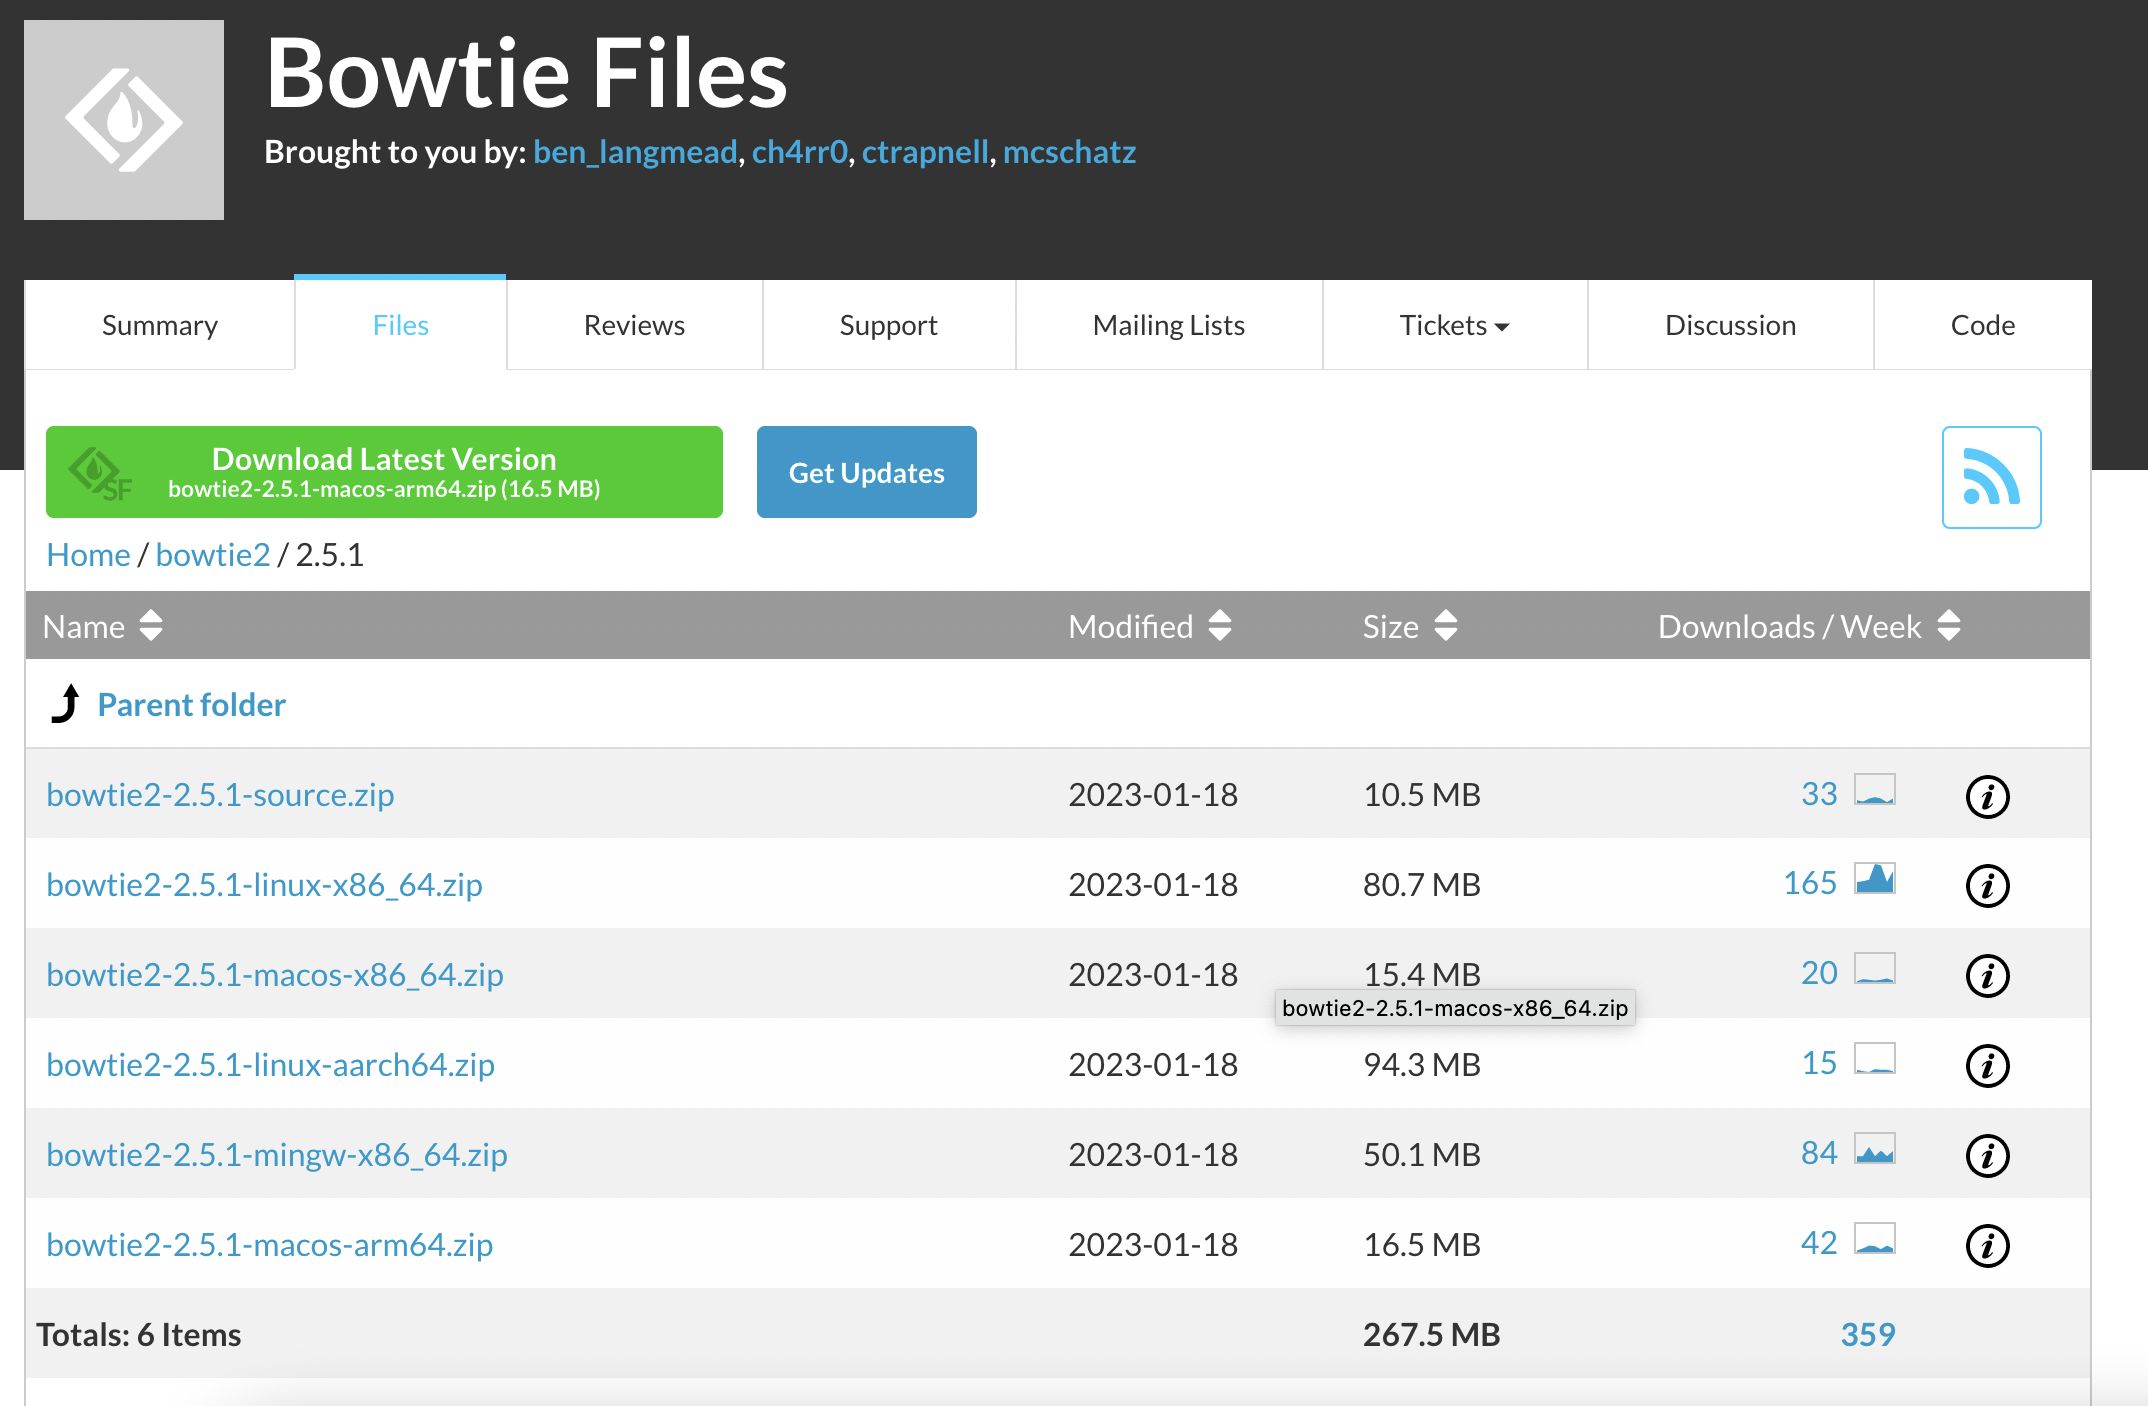 Bowtie Files
Brought to you by: ben_langmead, ch4rr0, ctrapnell, mcschatz
Summary Files Reviews Support Mailing Lists Tickets Discussion Code
SF
Download Latest Version
bowtie2-2.5.1-macos-arm64.zip (16.5 MB)
Get Updates
Home / bowtie2 / 2.5.1
Name Modified Size Downloads / Week
Parent folder
bowtie2-2.5.1-source.zip 2023-01-18 10.5 MB 33 i
bowtie2-2.5.1-linux-x86_64.zip 2023-01-18 80.7 MB 165 i
bowtie2-2.5.1-macos-x86_64.zip 2023-01-18 15.4 MB 20 i
bowtie2-2.5.1-macos-x86_64.zip
bowtie2-2.5.1-linux-aarch64.zip 2023-01-18 94.3 MB 15 i
bowtie2-2.5.1-mingw-x86_64.zip 2023-01-18 50.1 MB 84 i
bowtie2-2.5.1-macos-arm64.zip 2023-01-18 16.5 MB 42 i
Totals: 6 Items 267.5 MB 359